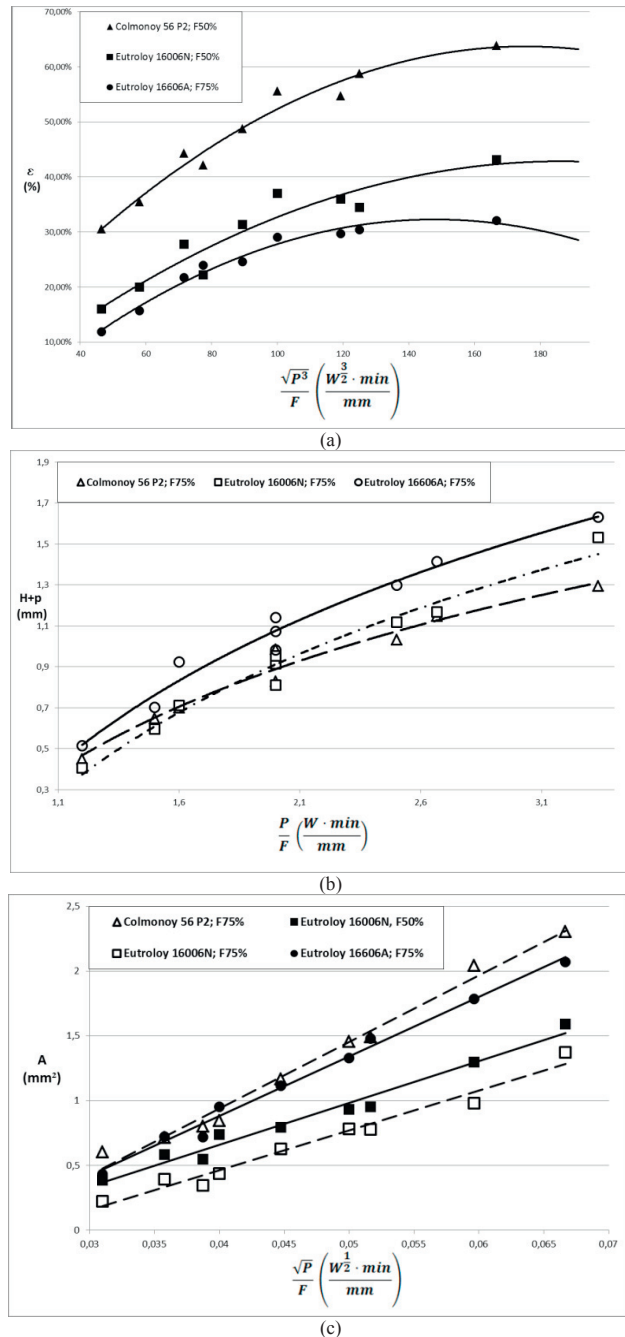 Colmonoy 56 P2; F50%
Eutroloy 16006N; F50%
Eutroloy 16606A; F75%
70,00%
60,00%
50,00%
40,00%
30,00%
20,00%
10,00%
ε
(%)
40 60 80 100 120 140 160 180
√P³/F (W^3/2 · min/mm)
(a)
Colmonoy 56 P2; F75% Eutroloy 16006N; F75% Eutroloy 16606A; F75%
1,9
1,7
1,5
1,3
1,1
0,9
0,7
0,5
0,3
H+p
(mm)
1,1 1,6 2,1 2,6 3,1
P/F (W · min/mm)
(b)
Colmonoy 56 P2; F75% Eutroloy 16006N, F50%
Eutroloy 16006N; F75% Eutroloy 16606A; F75%
2,5
2
1,5
1
0,5
0
A
(mm²)
0,03 0,035 0,04 0,045 0,05 0,055 0,06 0,065 0,07
√P/F (W^1/2 · min/mm)
(c)